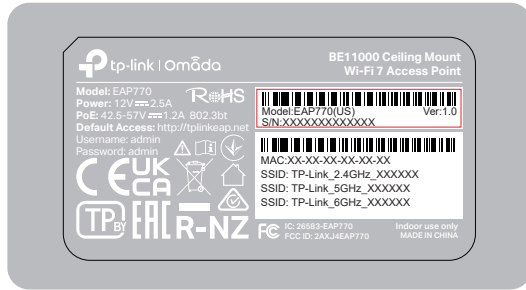 tp-link | omada
BE11000 Ceiling Mount
Wi-Fi 7 Access Point
Model: EAP770
Power: 12V⎓2.5A
PoE: 42.5-57V⎓1.2A 802.3bt
Default Access: http://tplinkeap.net
Username: admin
Password: admin
RoHS
Model:EAP770(US) Ver:1.0
S/N:XXXXXXXXXXXXX
MAC:XX-XX-XX-XX-XX-XX
SSID: TP-Link_2.4GHz_XXXXXX
SSID: TP-Link_5GHz_XXXXXX
SSID: TP-Link_6GHz_XXXXXX
CE UK CA
TP BY EAC R-NZ FC
IC: 26583-EAP770
FCC ID: 2AXJ4EAP770
Indoor use only
MADE IN CHINA